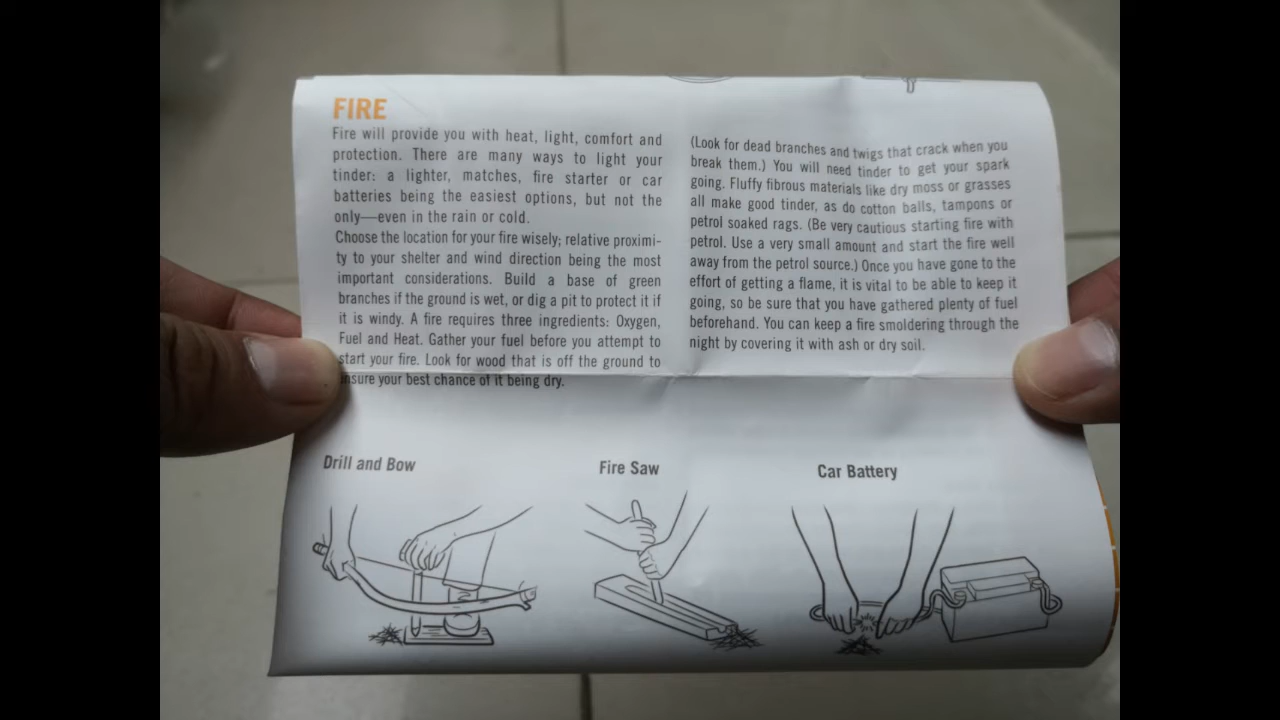 FIRE
Fire will provide you with heat, light, comfort and
protection. There are many ways to light your
tinder: a lighter, matches, fire starter or car
batteries being the easiest options, but not the
only—even in the rain or cold.
Choose the location for your fire wisely; relative proximi-
ty to your shelter and wind direction being the most
important considerations. Build a base of green
branches if the ground is wet, or dig a pit to protect it if
it is windy. A fire requires three ingredients: Oxygen,
Fuel and Heat. Gather your fuel before you attempt to
start your fire. Look for wood that is off the ground to
ensure your best chance of it being dry.
(Look for dead branches and twigs that crack when you
break them.) You will need tinder to get your spark
going. Fluffy fibrous materials like dry moss or grasses
all make good tinder, as do cotton balls, tampons or
petrol soaked rags. (Be very cautious starting fire with
petrol. Use a very small amount and start the fire well
away from the petrol source.) Once you have gone to the
effort of getting a flame, it is vital to be able to keep it
going, so be sure that you have gathered plenty of fuel
beforehand. You can keep a fire smoldering through the
night by covering it with ash or dry soil.
Drill and Bow
Fire Saw
Car Battery